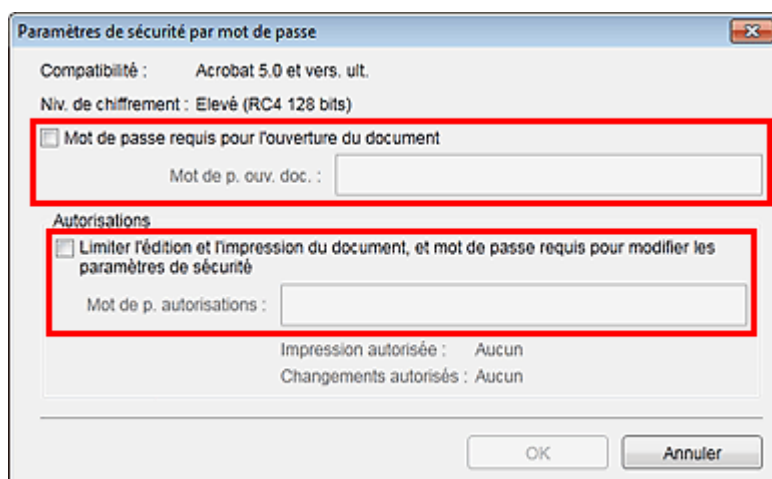 Paramètres de sécurité par mot de passe
Compatibilité : Acrobat 5.0 et vers. ult.
Niv. de chiffrement : Elevé (RC4 128 bits)
Mot de passe requis pour l'ouverture du document
Mot de p. ouv. doc. :
Autorisations
Limiter l'édition et l'impression du document, et mot de passe requis pour modifier les
paramètres de sécurité
Mot de p. autorisations :
Impression autorisée : Aucun
Changements autorisés : Aucun
OK Annuler